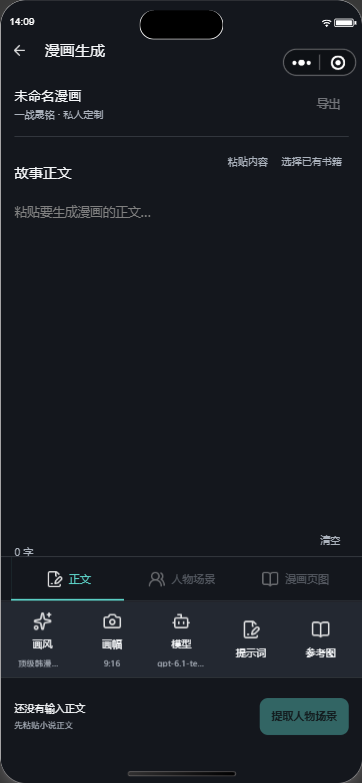 14:09
漫画生成
未命名漫画
一战晟铭 · 私人定制
导出
故事正文
粘贴内容
选择已有书籍
粘贴要生成漫画的正文...
0 字
清空
正文
人物场景
漫画页图
画风
画幅
模型
提示词
参考图
顶级韩漫...
9:16
gpt-6.1-te...
还没有输入正文
先粘贴小说正文
提取人物场景